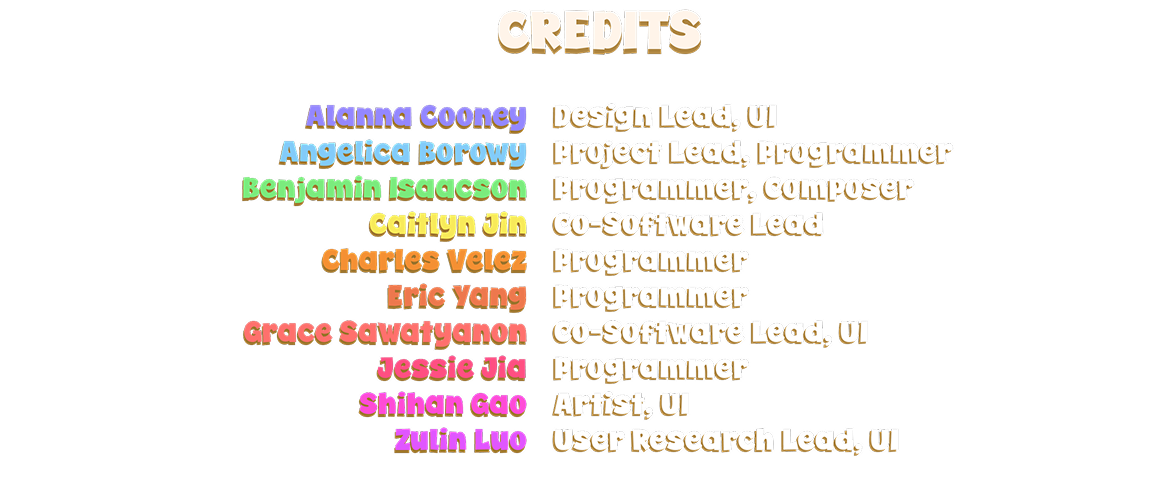 CREDITS
Alanna Cooney Design Lead, UI
Angelica Borowy Project Lead, Programmer
Benjamin Isaacson Programmer, Composer
Caitlyn Jin Co-Software Lead
Charles Velez Programmer
Eric Yang Programmer
Grace Sawatyanon Co-Software Lead, UI
Jessie Jia Programmer
Shihan Gao Artist, UI
Zulin Luo User Research Lead, UI